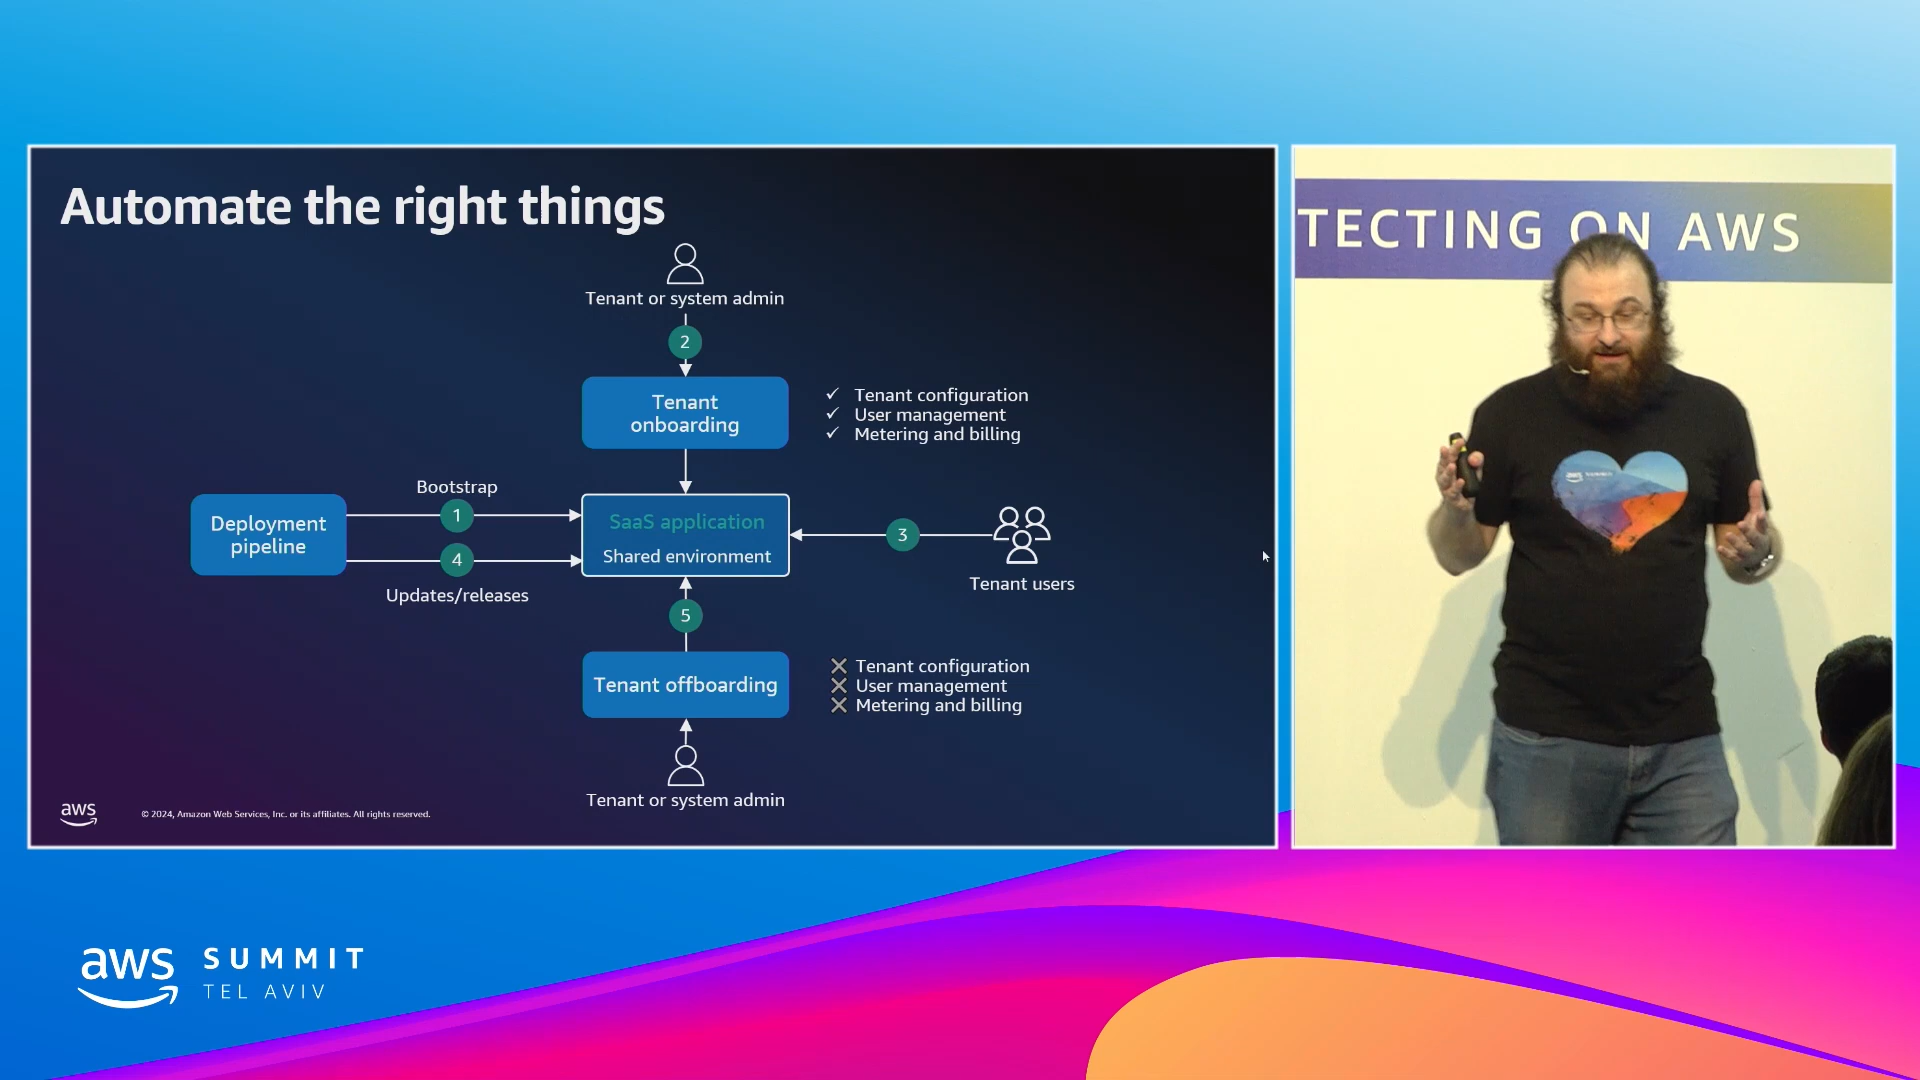 Automate the right things
Tenant or system admin
2
Tenant
onboarding
✓ Tenant configuration
✓ User management
✓ Metering and billing
Deployment
pipeline
Bootstrap
1
4
Updates/releases
SaaS application
Shared environment
3
Tenant users
5
Tenant offboarding
Tenant configuration
User management
Metering and billing
Tenant or system admin
aws
© 2024, Amazon Web Services, Inc. or its affiliates. All rights reserved.
TECTING ON AWS
aws SUMMIT
aws SUMMIT
TEL AVIV